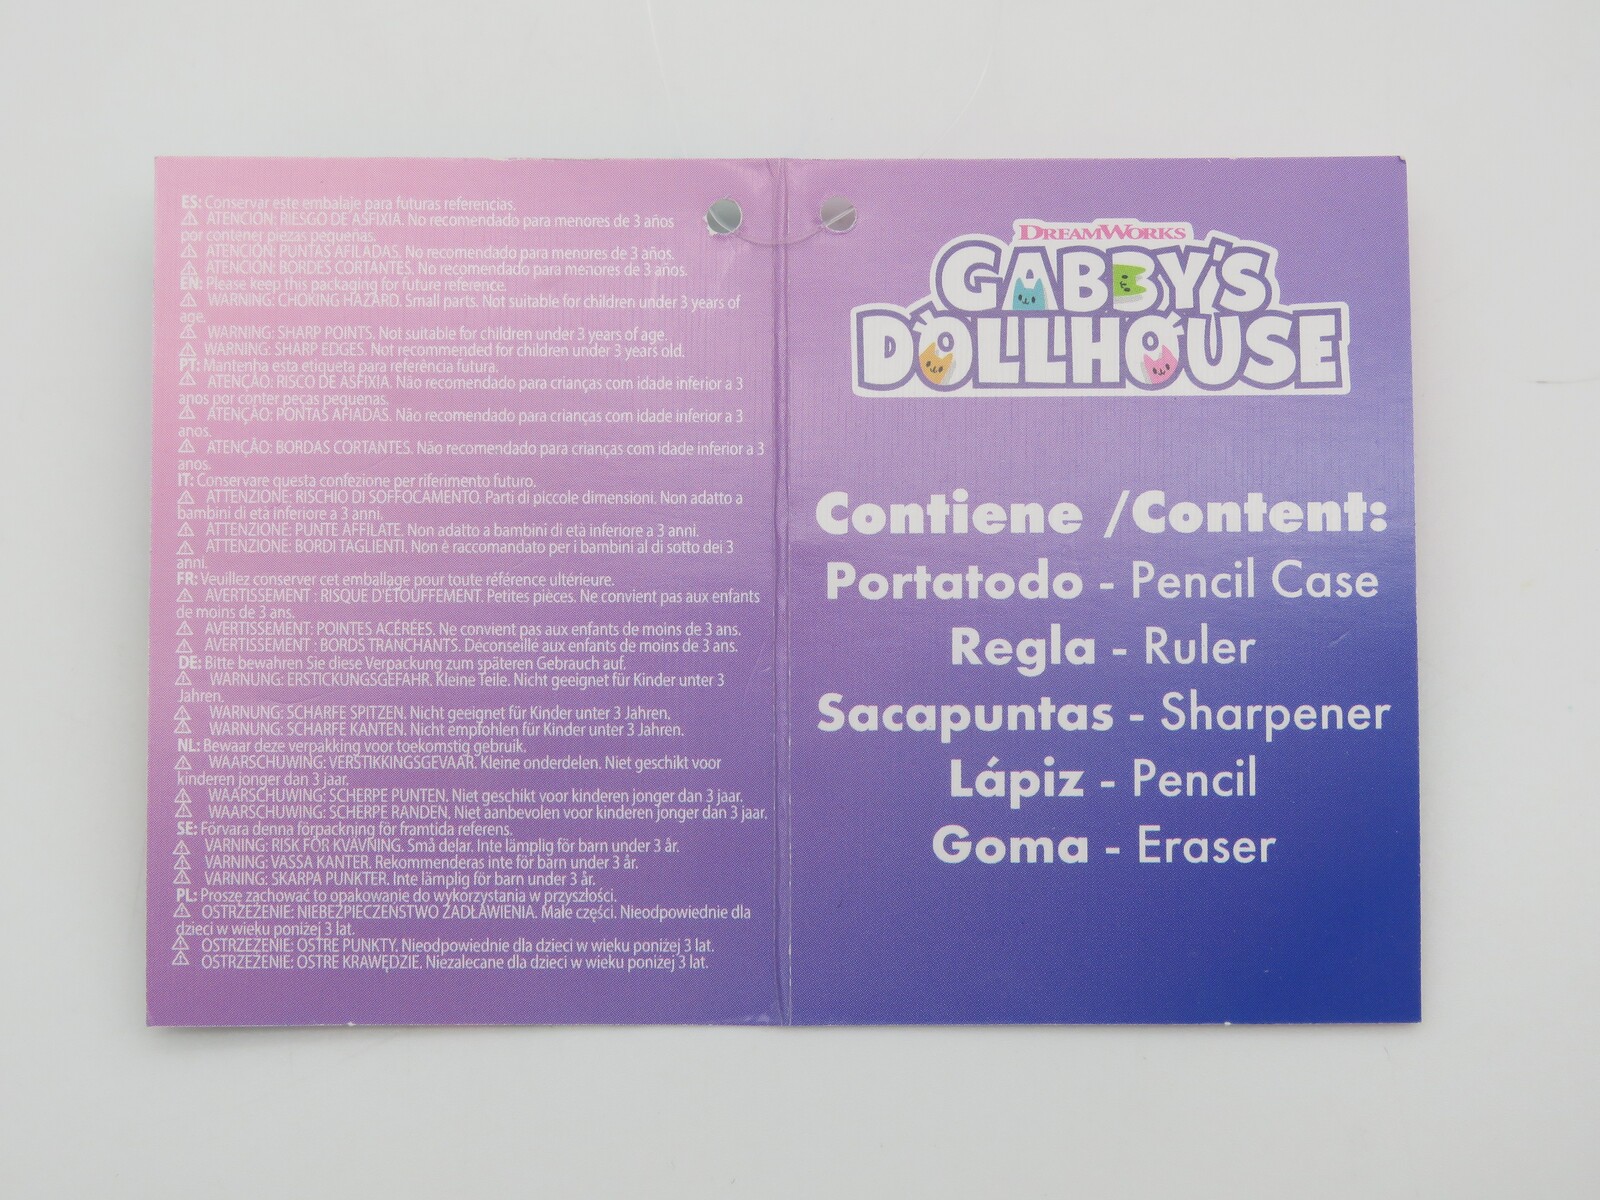 ES: Conservar este embalaje para futuras referencias.
ATENCIÓN: RIESGO DE ASFIXIA. No recomendado para menores de 3 años
por contener piezas pequeñas.
ATENCIÓN: PUNTAS AFILADAS. No recomendado para menores de 3 años.
ATENCIÓN: BORDES CORTANTES. No recomendado para menores de 3 años.
EN: Please keep this packaging for future reference.
WARNING: CHOKING HAZARD. Small parts. Not suitable for children under 3 years of
age.
WARNING: SHARP POINTS. Not suitable for children under 3 years of age.
WARNING: SHARP EDGES. Not recommended for children under 3 years old.
PT: Mantenha esta etiqueta para referência futura.
ATENÇÃO: RISCO DE ASFIXIA. Não recomendado para crianças com idade inferior a 3
anos por conter peças pequenas.
ATENÇÃO: PONTAS AFIADAS. Não recomendado para crianças com idade inferior a 3
anos.
ATENÇÃO: BORDAS CORTANTES. Não recomendado para crianças com idade inferior a 3
anos.
IT: Conservare questa confezione per riferimento futuro.
ATTENZIONE: RISCHIO DI SOFFOCAMENTO. Parti di piccole dimensioni. Non adatto a
bambini di età inferiore a 3 anni.
ATTENZIONE: PUNTE AFFILATE. Non adatto a bambini di età inferiore a 3 anni.
ATTENZIONE: BORDI TAGLIENTI. Non è raccomandato per i bambini al di sotto dei 3
anni.
FR: Veuillez conserver cet emballage pour toute référence ultérieure.
AVERTISSEMENT : RISQUE D'ÉTOUFFEMENT. Petites pièces. Ne convient pas aux enfants
de moins de 3 ans.
AVERTISSEMENT: POINTES ACÉRÉES. Ne convient pas aux enfants de moins de 3 ans.
AVERTISSEMENT : BORDS TRANCHANTS. Déconseillé aux enfants de moins de 3 ans.
DE: Bitte bewahren Sie diese Verpackung zum späteren Gebrauch auf.
WARNUNG: ERSTICKUNGSGEFAHR. Kleine Teile. Nicht geeignet für Kinder unter 3
Jahren.
WARNUNG: SCHARFE SPITZEN. Nicht geeignet für Kinder unter 3 Jahren.
WARNUNG: SCHARFE KANTEN. Nicht empfohlen für Kinder unter 3 Jahren.
NL: Bewaar deze verpakking voor toekomstig gebruik.
WAARSCHUWING: VERSTIKKINGSGEVAAR. Kleine onderdelen. Niet geschikt voor
kinderen jonger dan 3 jaar.
WAARSCHUWING: SCHERPE PUNTEN. Niet geschikt voor kinderen jonger dan 3 jaar.
WAARSCHUWING: SCHERPE RANDEN. Niet aanbevolen voor kinderen jonger dan 3 jaar.
SE: Förvara denna förpackning för framtida referens.
VARNING: RISK FÖR KVÄVNING. Små delar. Inte lämplig för barn under 3 år.
VARNING: VASSA KANTER. Rekommenderas inte för barn under 3 år.
VARNING: SKARPA PUNKTER. Inte lämplig för barn under 3 år.
PL: Proszę zachować to opakowanie do wykorzystania w przyszłości.
OSTRZEŻENIE: NIEBEZPIECZEŃSTWO ZADŁAWIENIA. Małe części. Nieodpowiednie dla
dzieci w wieku poniżej 3 lat.
OSTRZEŻENIE: OSTRE PUNKTY. Nieodpowiednie dla dzieci w wieku poniżej 3 lat.
OSTRZEŻENIE: OSTRE KRAWĘDZIE. Niezalecane dla dzieci w wieku poniżej 3 lat.
DREAMWORKS
GABBY'S
DOLLHOUSE
Contiene /Content:
Portatodo - Pencil Case
Regla - Ruler
Sacapuntas - Sharpener
Lápiz - Pencil
Goma - Eraser